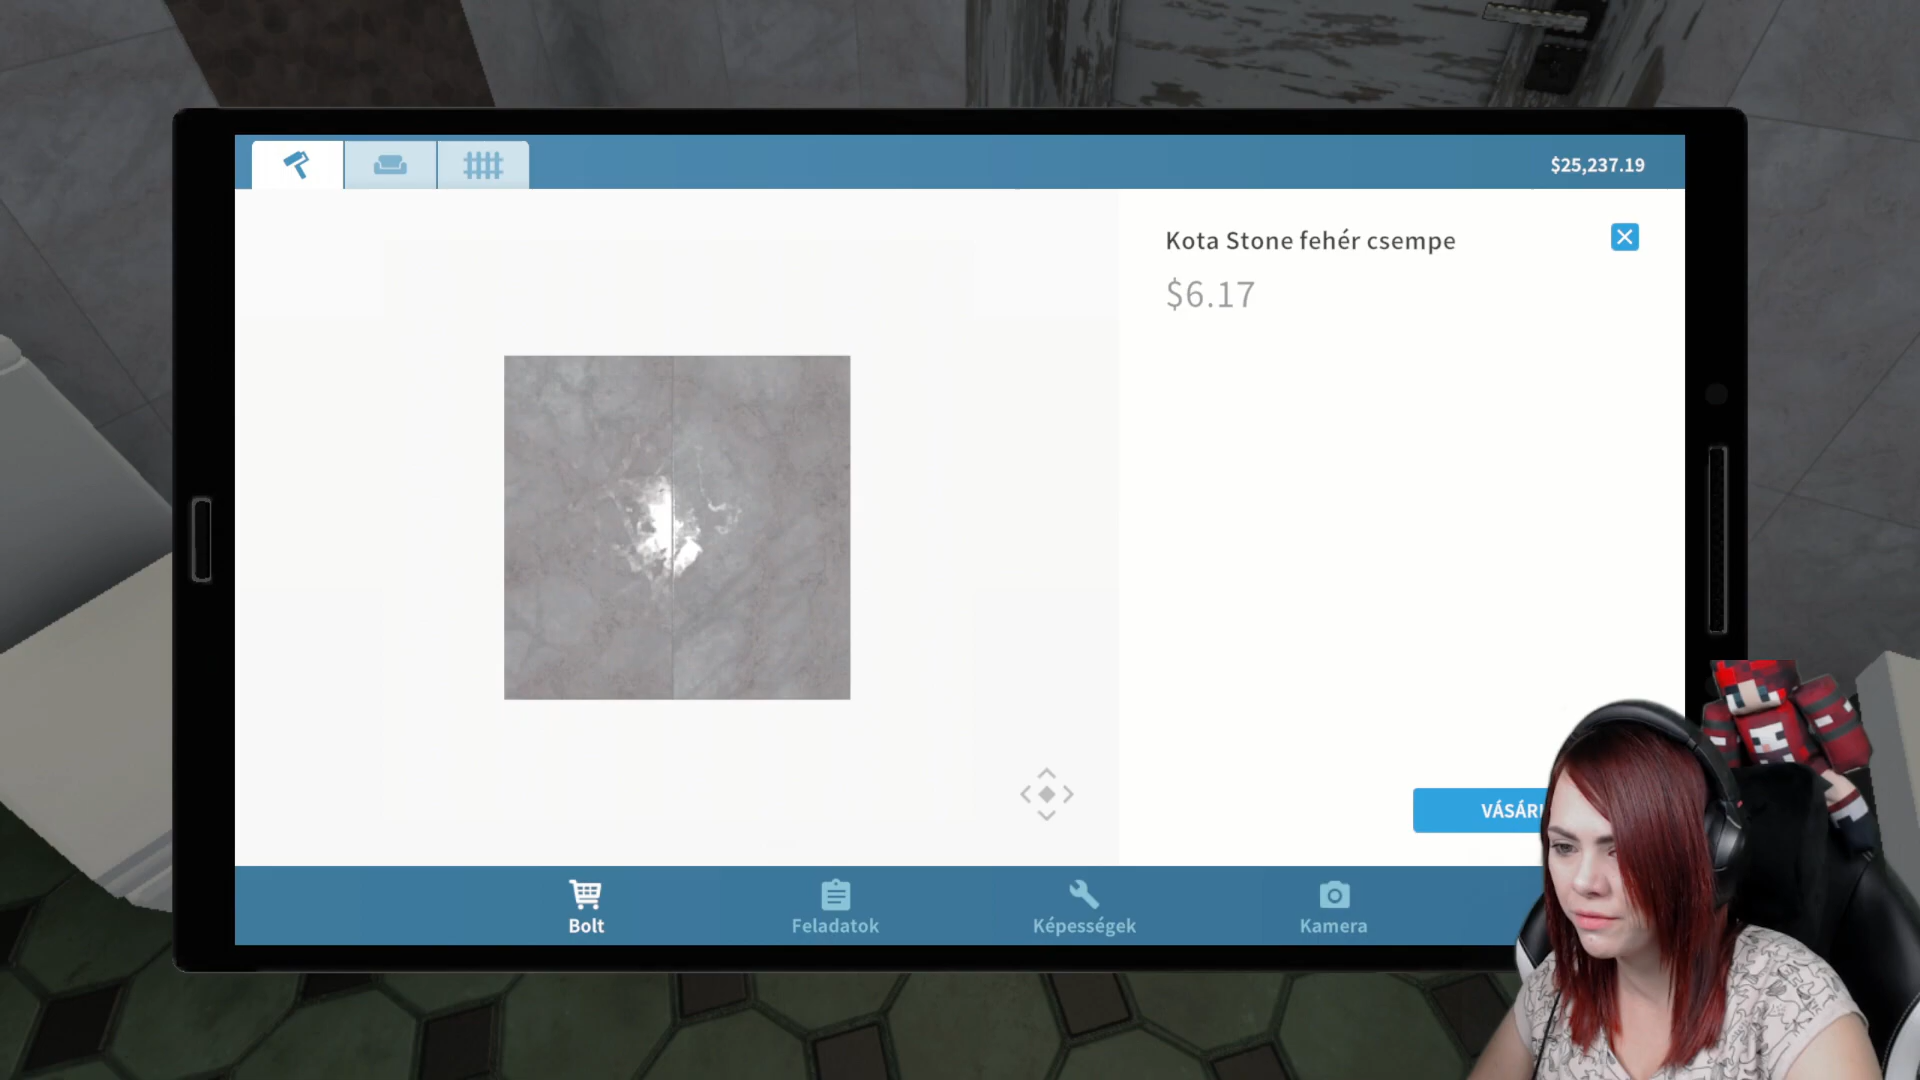 $25,237.19
Kota Stone fehér csempe
$6.17
Bolt
Feladatok
Képességek
Kamera